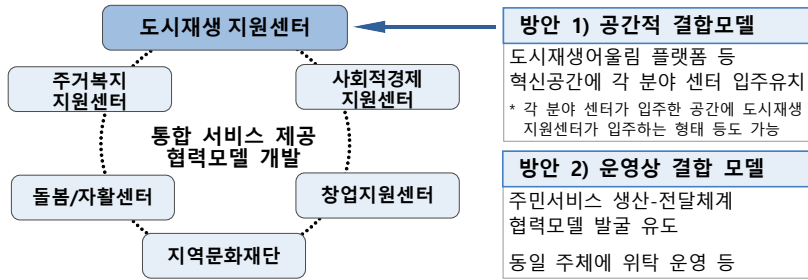 도시재생 지원센터
주거복지
지원센터
사회적경제
지원센터
통합 서비스 제공
협력모델 개발
돌봄/자활센터
창업지원센터
지역문화재단
방안 1) 공간적 결합모델
도시재생어울림 플랫폼 등
혁신공간에 각 분야 센터 입주유치
* 각 분야 센터가 입주한 공간에 도시재생
지원센터가 입주하는 형태 등도 가능
방안 2) 운영상 결합 모델
주민서비스 생산-전달체계
협력모델 발굴 유도
동일 주체에 위탁 운영 등